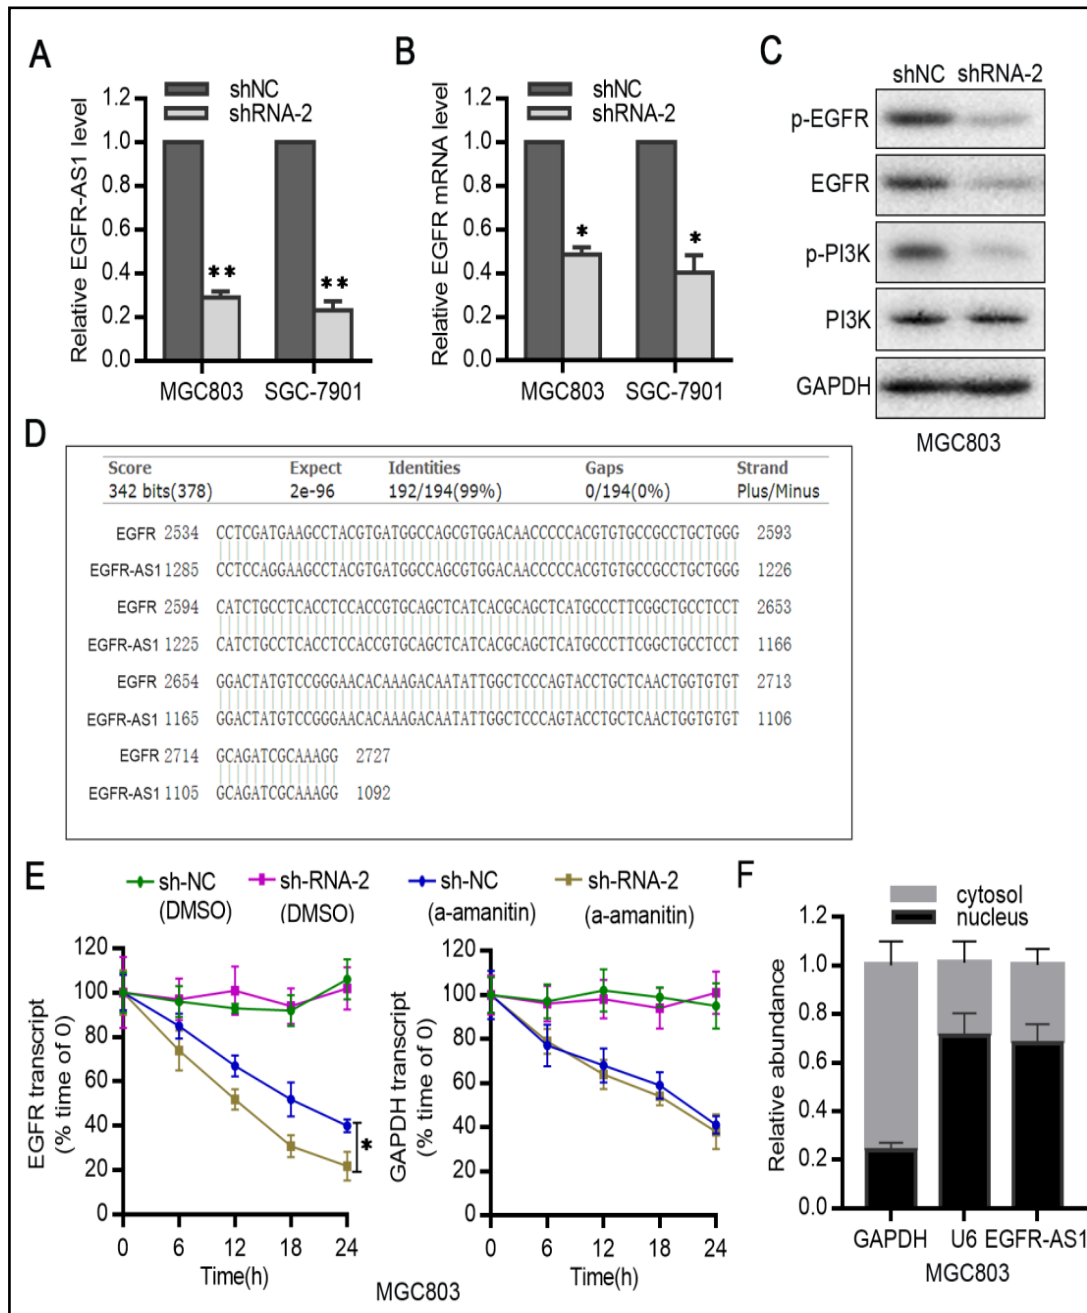 A
shNC
shRNA-2
Relative EGFR-AS1 level
1.2
1.0
0.8
0.6
0.4
0.2
0.0
** **
MGC803 SGC-7901
B
shNC
shRNA-2
Relative EGFR mRNA level
1.2
1.0
0.8
0.6
0.4
0.2
0.0
* *
MGC803 SGC-7901
C
shNC shRNA-2
p-EGFR
EGFR
p-PI3K
PI3K
GAPDH
MGC803
D
Score Expect Identities Gaps Strand
342 bits(378) 2e-96 192/194(99%) 0/194(0%) Plus/Minus
EGFR 2534 CCTCGATGAAGCCTACGTGATGGCCAGCGTGGACAACCCCCACGTGTGCCGCCTGCTGGG 2593
EGFR-AS1 1285 CCTCCAGGAAGCCTACGTGATGGCCAGCGTGGACAACCCCCACGTGTGCCGCCTGCTGGG 1226
EGFR 2594 CATCTGCCTCACCTCCACCGTGCAGCTCATCACGCAGCTCATGCCCTTCGGCTGCCTCCT 2653
EGFR-AS1 1225 CATCTGCCTCACCTCCACCGTGCAGCTCATCACGCAGCTCATGCCCTTCGGCTGCCTCCT 1166
EGFR 2654 GGACTATGTCCGGGAACACAAAGACAATATTGGCTCCCAGTACCTGCTCAACTGGTGTGT 2713
EGFR-AS1 1165 GGACTATGTCCGGGAACACAAAGACAATATTGGCTCCCAGTACCTGCTCAACTGGTGTGT 1106
EGFR 2714 GCAGATCGCAAAGG 2727
EGFR-AS1 1105 GCAGATCGCAAAGG 1092
E
sh-NC sh-RNA-2 sh-NC sh-RNA-2
(DMSO) (DMSO) (a-amanitin) (a-amanitin)
EGFR transcript
(% time of 0)
120
100
80
60
40
20
0
*
0 6 12 18 24
Time(h)
GAPDH transcript
(% time of 0)
120
100
80
60
40
20
0
0 6 12 18 24
Time(h)
MGC803
F
cytosol
nucleus
Relative abundance
1.2
1.0
0.8
0.6
0.4
0.2
0.0
GAPDH U6 EGFR-AS1
MGC803